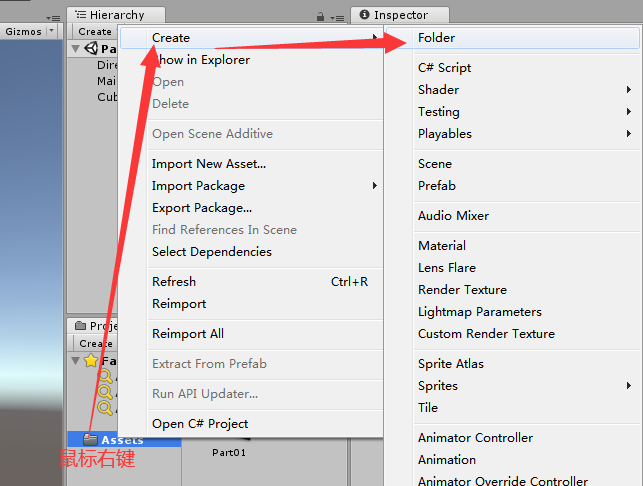 Hierarchy
Inspector
Gizmos
Create
Pa
Dire
Mai
Cub
Create
Show in Explorer
Open
Delete
Open Scene Additive
Import New Asset...
Import Package
Export Package...
Find References In Scene
Select Dependencies
Refresh Ctrl+R
Reimport
Reimport All
Extract From Prefab
Run API Updater...
Open C# Project
Folder
C# Script
Shader
Testing
Playables
Scene
Prefab
Audio Mixer
Material
Lens Flare
Render Texture
Lightmap Parameters
Custom Render Texture
Sprite Atlas
Sprites
Tile
Animator Controller
Animation
Animator Override Controller
Proje
Create
Fa
Assets
鼠标右键
Part01